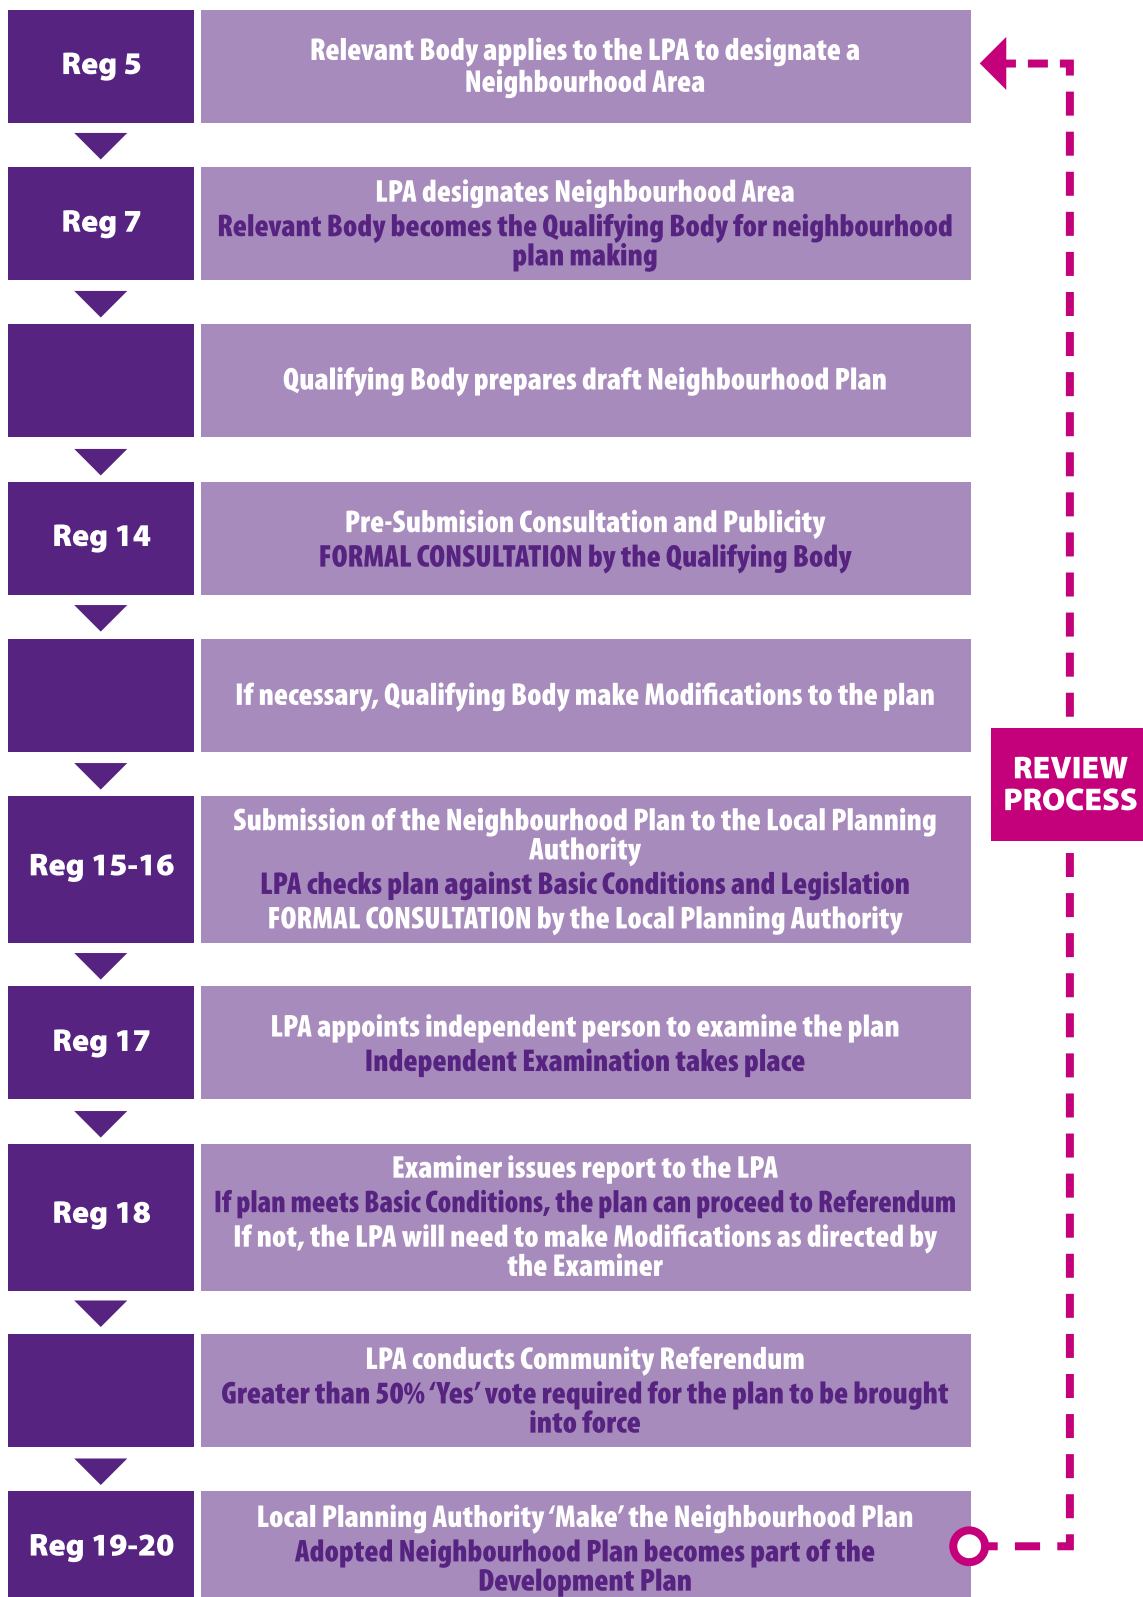 Reg 5
Relevant Body applies to the LPA to designate a
Neighbourhood Area
Reg 7
LPA designates Neighbourhood Area
Relevant Body becomes the Qualifying Body for neighbourhood
plan making
Qualifying Body prepares draft Neighbourhood Plan
Reg 14
Pre-Submision Consultation and Publicity
FORMAL CONSULTATION by the Qualifying Body
If necessary, Qualifying Body make Modifications to the plan
Reg 15-16
Submission of the Neighbourhood Plan to the Local Planning
Authority
LPA checks plan against Basic Conditions and Legislation
FORMAL CONSULTATION by the Local Planning Authority
Reg 17
LPA appoints independent person to examine the plan
Independent Examination takes place
Reg 18
Examiner issues report to the LPA
If plan meets Basic Conditions, the plan can proceed to Referendum
If not, the LPA will need to make Modifications as directed by
the Examiner
LPA conducts Community Referendum
Greater than 50% ‘Yes’ vote required for the plan to be brought
into force
Reg 19-20
Local Planning Authority ‘Make’ the Neighbourhood Plan
Adopted Neighbourhood Plan becomes part of the
Development Plan
REVIEW
PROCESS